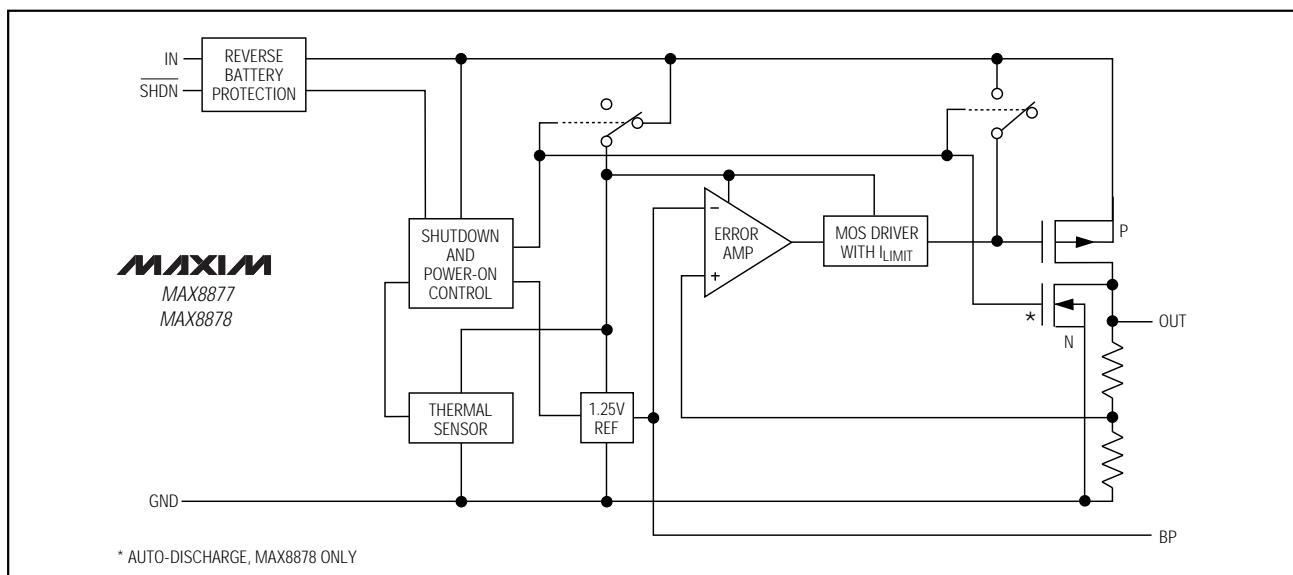 IN
REVERSE
BATTERY
PROTECTION
SHDN
SHUTDOWN
AND
POWER-ON
CONTROL
−
ERROR
AMP
+
MOS DRIVER
WITH ILIMIT
P
MAXIM
MAX8877
MAX8878
*
N
OUT
THERMAL
SENSOR
1.25V
REF
GND
BP
* AUTO-DISCHARGE, MAX8878 ONLY